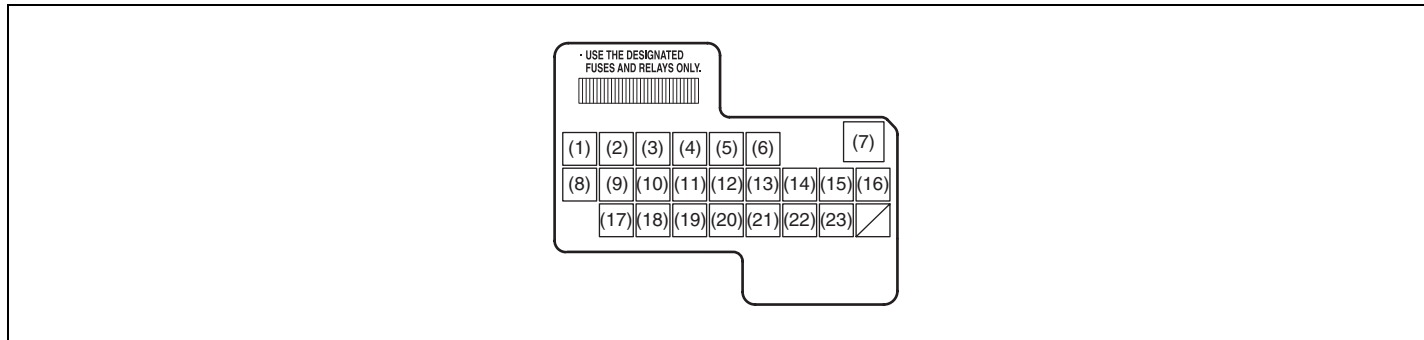 · USE THE DESIGNATED
FUSES AND RELAYS ONLY.
(1) (2) (3) (4) (5) (6) (7)
(8) (9) (10) (11) (12) (13) (14) (15) (16)
(17) (18) (19) (20) (21) (22) (23)